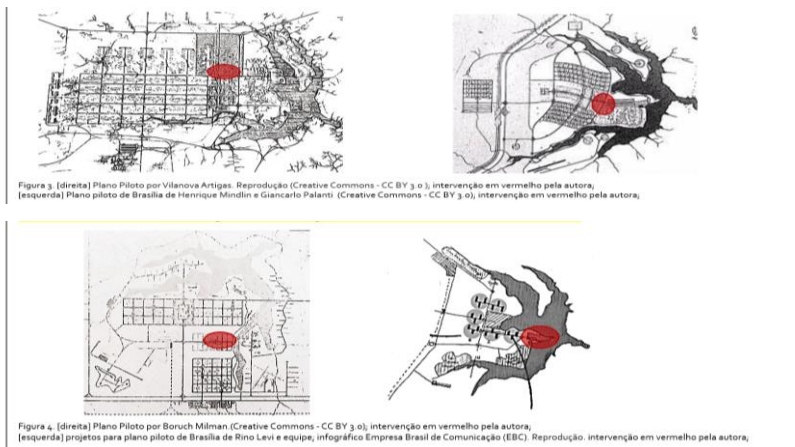 Figura 3. [direita] Plano Piloto por Vilanova Artigas. Reprodução (Creative Commons - CC BY 3.0 ); intervenção em vermelho pela autora;
[esquerda] Plano piloto de Brasília de Henrique Mindlin e Giancarlo Palanti (Creative Commons - CC BY 3.0); intervenção em vermelho pela autora;
Figura 4. [direita] Plano Piloto por Boruch Milman.(Creative Commons - CC BY 3.0); intervenção em vermelho pela autora;
[esquerda] projetos para plano piloto de Brasília de Rino Levi e equipe, infográfico Empresa Brasil de Comunicação (EBC). Reprodução. intervenção em vermelho pela autora;